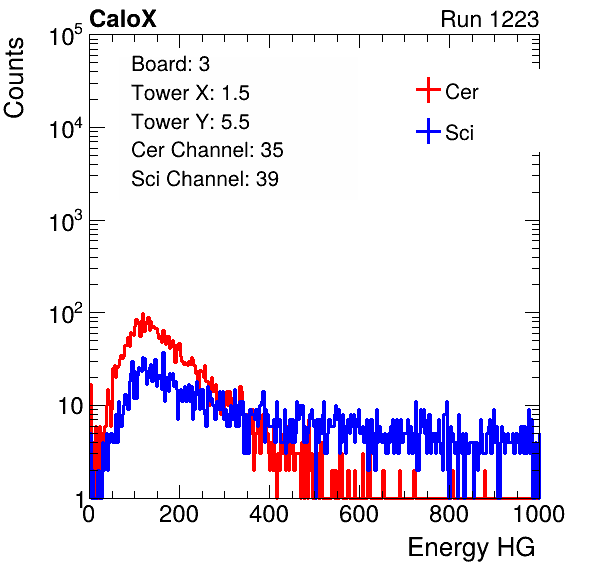 CaloX Run 1223
Counts
10^5
10^4
10^3
10^2
10
1
Board: 3
Tower X: 1.5
Tower Y: 5.5
Cer Channel: 35
Sci Channel: 39
Cer
Sci
0 200 400 600 800 1000
Energy HG